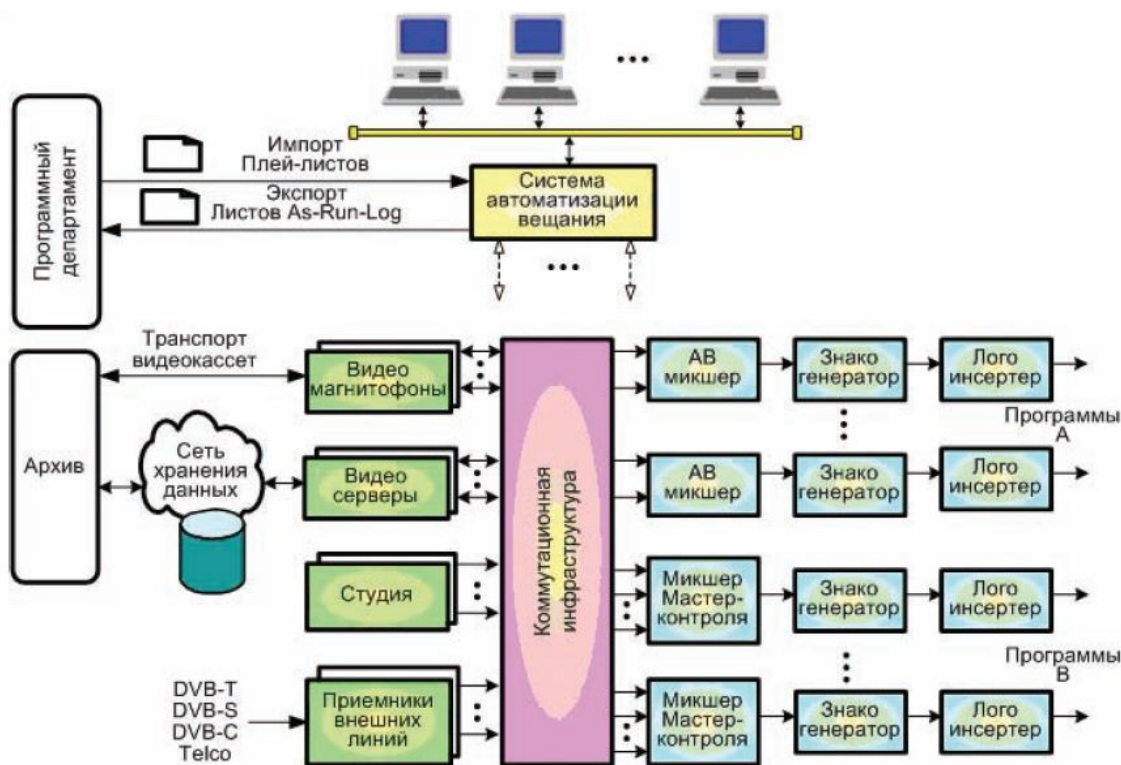 Программный
департамент
Импорт
Плей-листов
Экспорт
Листов As-Run-Log
Система
автоматизации
вещания
Архив
Транспорт
видеокассет
Сеть
хранения
данных
Видео
магнитофоны
Видео
серверы
Студия
DVB-T
DVB-S
DVB-C
Telco
Приемники
внешних
линий
Коммутационная
инфраструктура
АВ
микшер
Знако
генератор
Лого
инсертер
Программы
А
АВ
микшер
Знако
генератор
Лого
инсертер
Микшер
Мастер-
контроля
Знако
генератор
Лого
инсертер
Программы
В
Микшер
Мастер-
контроля
Знако
генератор
Лого
инсертер